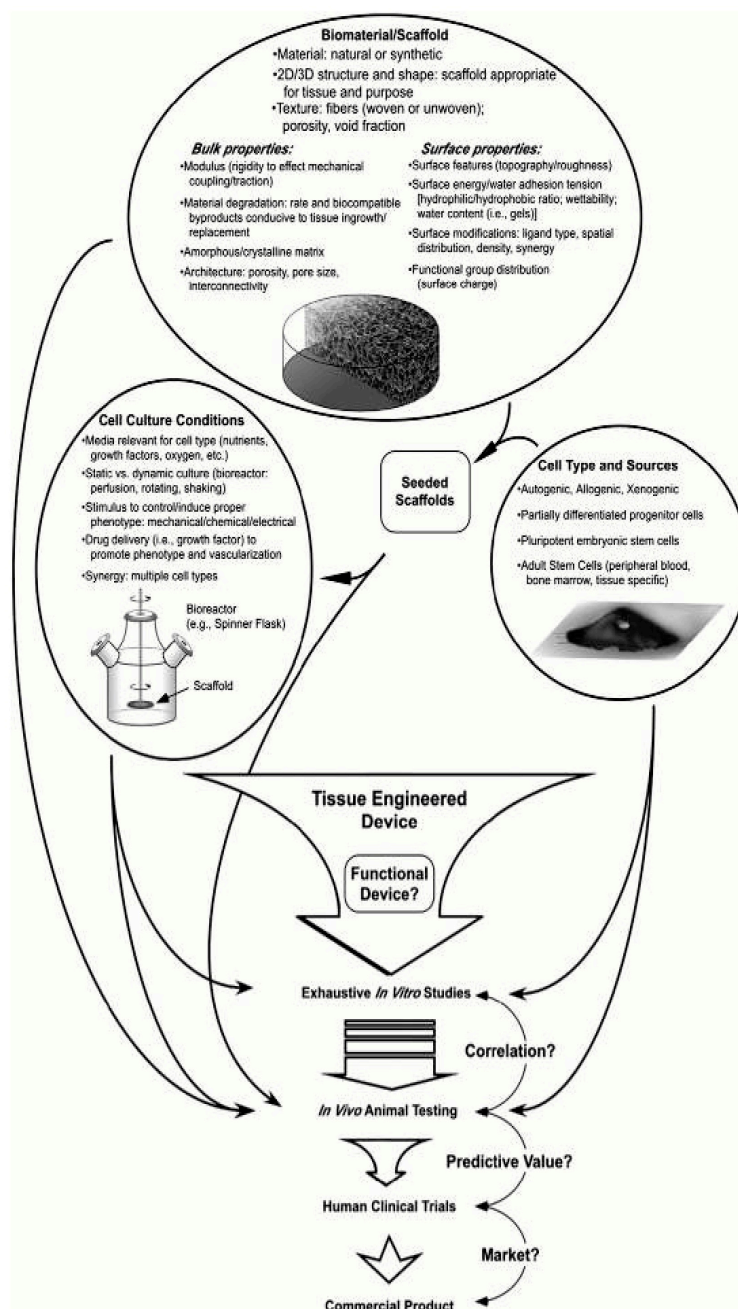 Biomaterial/Scaffold
•Material: natural or synthetic
•2D/3D structure and shape: scaffold appropriate
for tissue and purpose
•Texture: fibers (woven or unwoven);
porosity, void fraction
Bulk properties:
•Modulus (rigidity to effect mechanical
coupling/traction)
•Material degradation: rate and biocompatible
byproducts conducive to tissue ingrowth/
replacement
•Amorphous/crystalline matrix
•Architecture: porosity, pore size,
Interconnectivity
Surface properties:
•Surface features (topography/roughness)
•Surface energy/water adhesion tension
[hydrophilic/hydrophobic ratio; wettability;
water content (i.e., gels)]
•Surface modifications: ligand type, spatial
distribution, density, synergy
•Functional group distribution
(surface charge)
Cell Culture Conditions
•Media relevant for cell type (nutrients,
growth factors, oxygen, etc.)
•Static vs. dynamic culture (bioreactor:
perfusion, rotating, shaking)
•Stimulus to control/induce proper
phenotype: mechanical/chemical/electrical
•Drug delivery (i.e., growth factor) to
promote phenotype and vascularization
•Synergy: multiple cell types
Bioreactor
(e.g., Spinner Flask)
Scaffold
Seeded
Scaffolds
Cell Type and Sources
•Autogenic, Allogenic, Xenogenic
•Partially differentiated progenitor cells
•Pluripotent embryonic stem cells
•Adult Stem Cells (peripheral blood,
bone marrow, tissue specific)
Tissue Engineered
Device
Functional
Device?
Exhaustive In Vitro Studies
Correlation?
In Vivo Animal Testing
Predictive Value?
Human Clinical Trials
Market?
Commercial Product